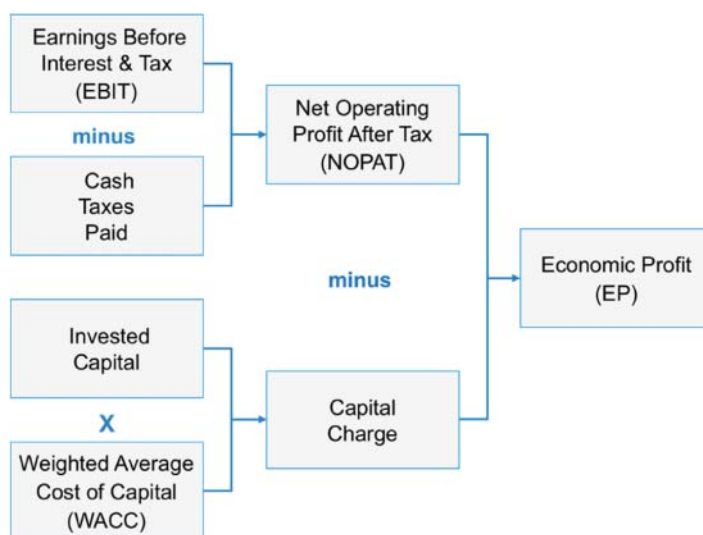 Earnings Before
Interest & Tax
(EBIT)
minus
Cash
Taxes
Paid
Net Operating
Profit After Tax
(NOPAT)
minus
Economic Profit
(EP)
Invested
Capital
X
Weighted Average
Cost of Capital
(WACC)
Capital
Charge